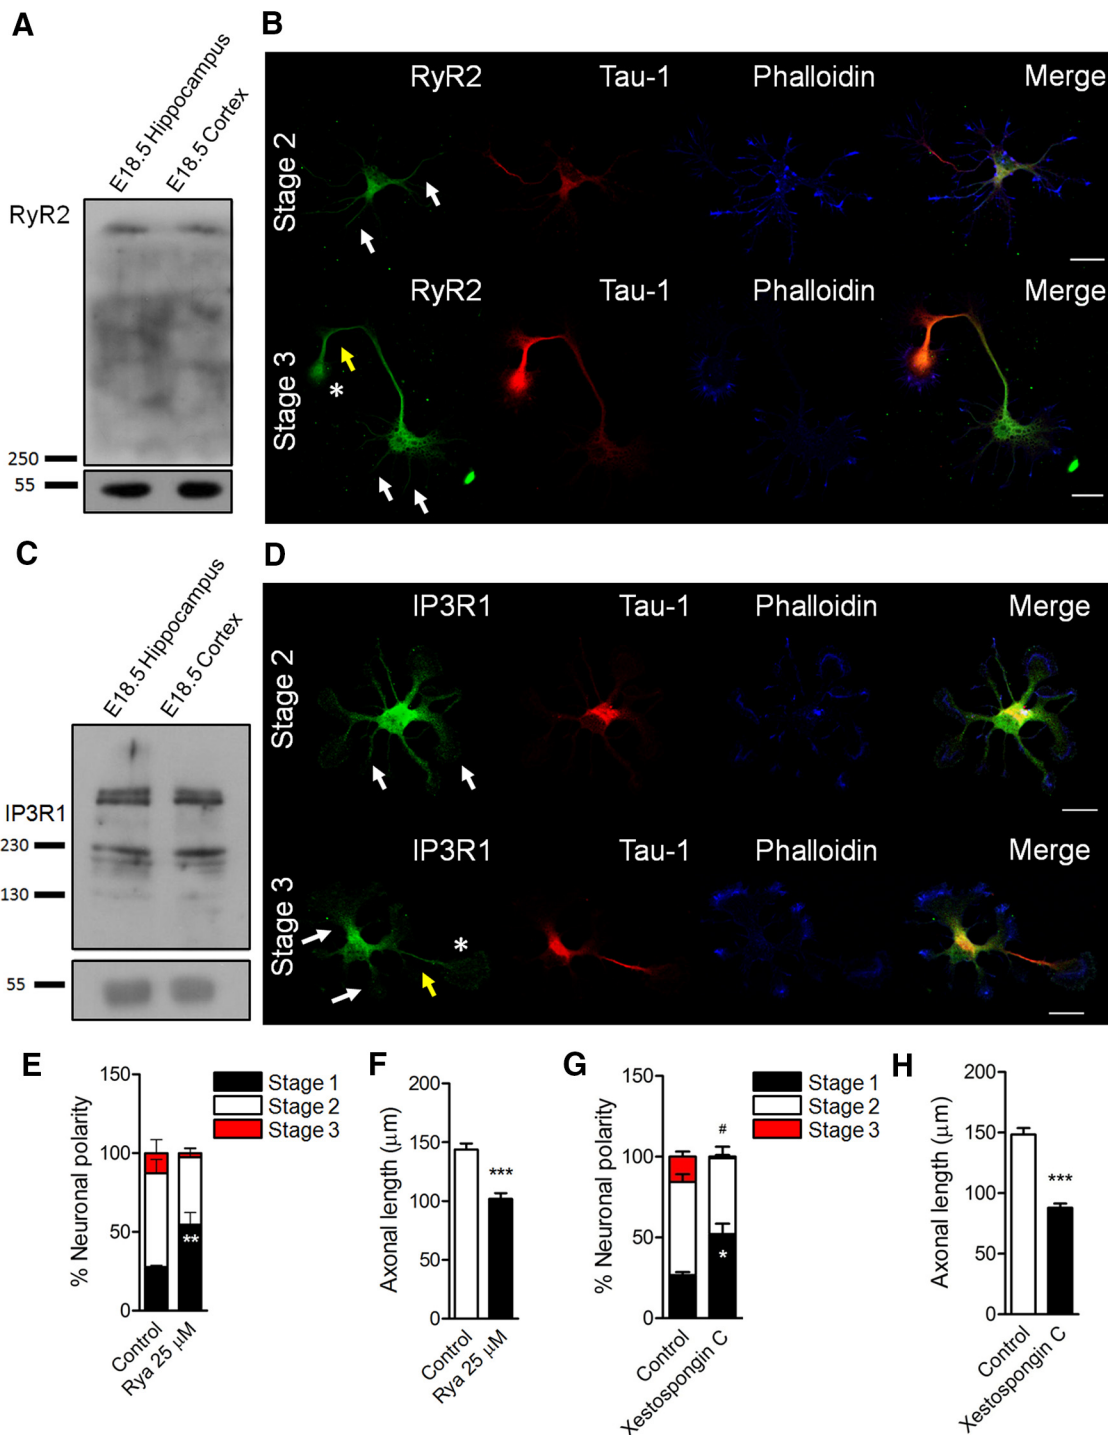 A
E18.5 Hippocampus
E18.5 Cortex
RyR2
250
55
B
RyR2 Tau-1 Phalloidin Merge
Stage 2
RyR2 Tau-1 Phalloidin Merge
Stage 3
*
C
E18.5 Hippocampus
E18.5 Cortex
IP3R1
230
130
55
D
IP3R1 Tau-1 Phalloidin Merge
Stage 2
IP3R1 Tau-1 Phalloidin Merge
Stage 3
*
E
% Neuronal polarity
150
100
50
0
**
Control
Rya 25 μM
Stage 1
Stage 2
Stage 3
F
Axonal length (μm)
200
150
100
50
0
***
Control
Rya 25 μM
G
% Neuronal polarity
150
100
50
0
#
*
Control
Xestospongin C
Stage 1
Stage 2
Stage 3
H
Axonal length (μm)
200
150
100
50
0
***
Control
Xestospongin C